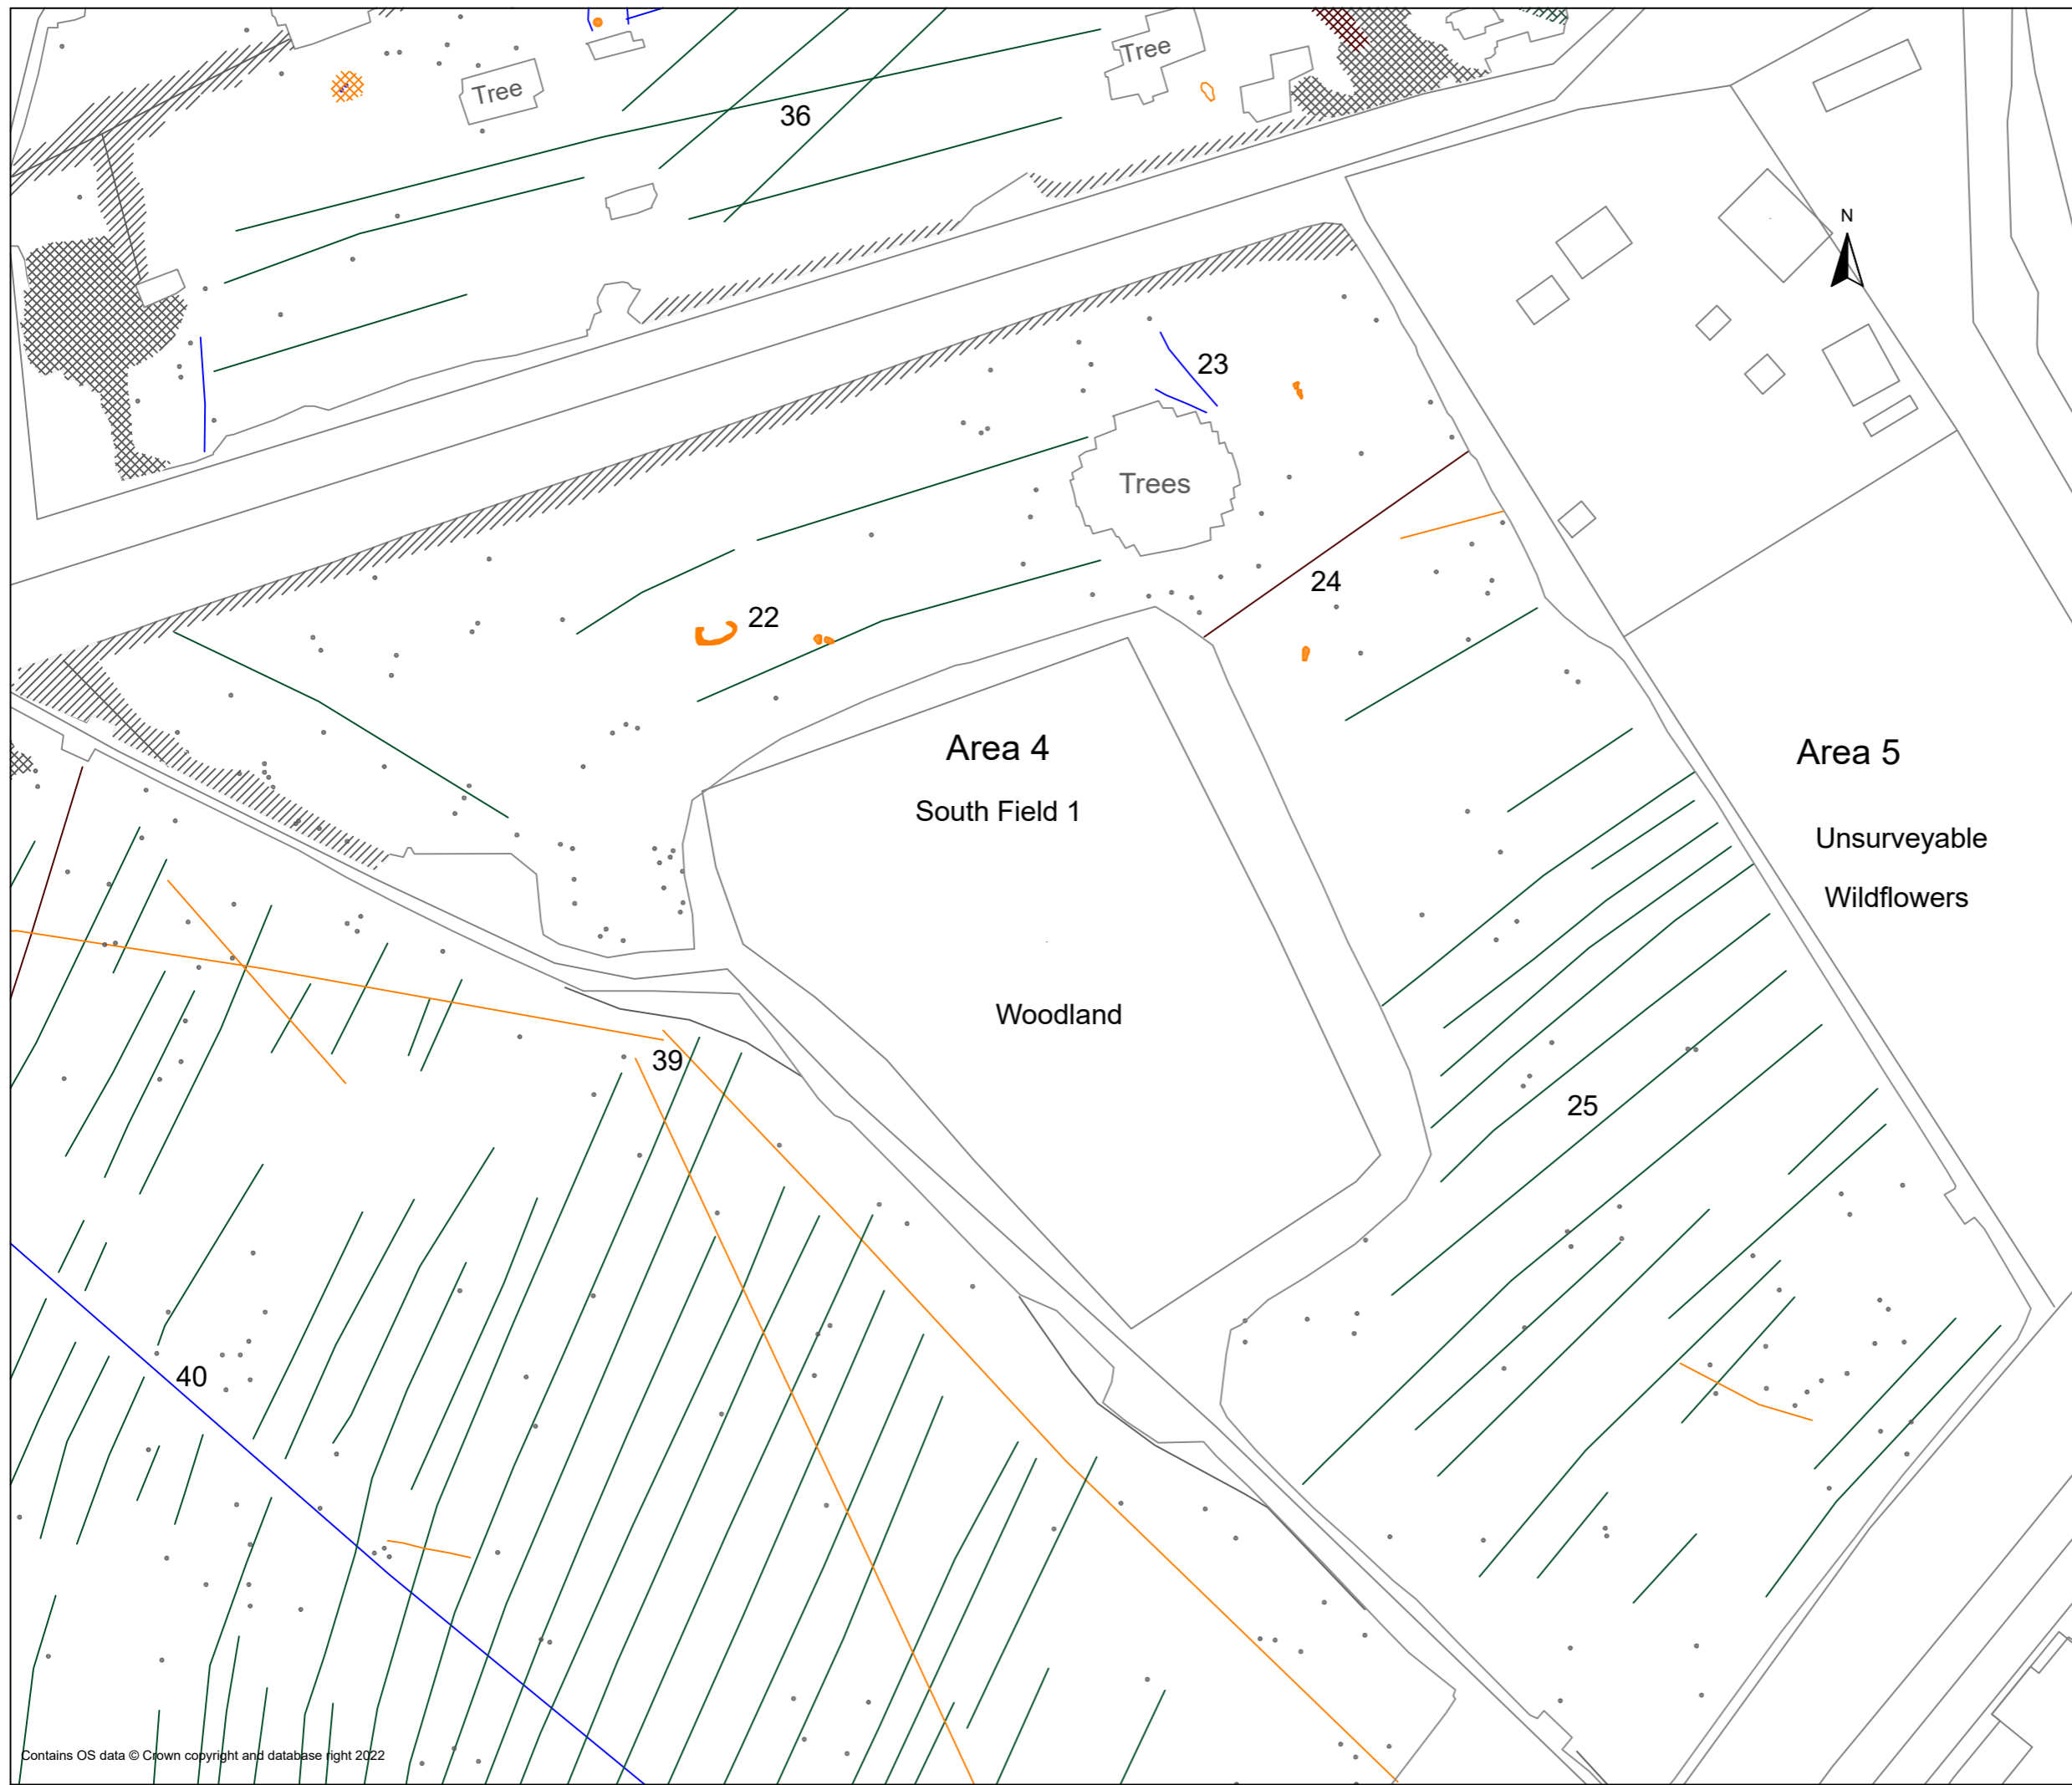 Tree
Tree
36
N
23
Trees
24
22
Area 4
South Field 1
Area 5
Unsurveyable
Wildflowers
Woodland
39
25
40
Contains OS data © Crown copyright and database right 2022